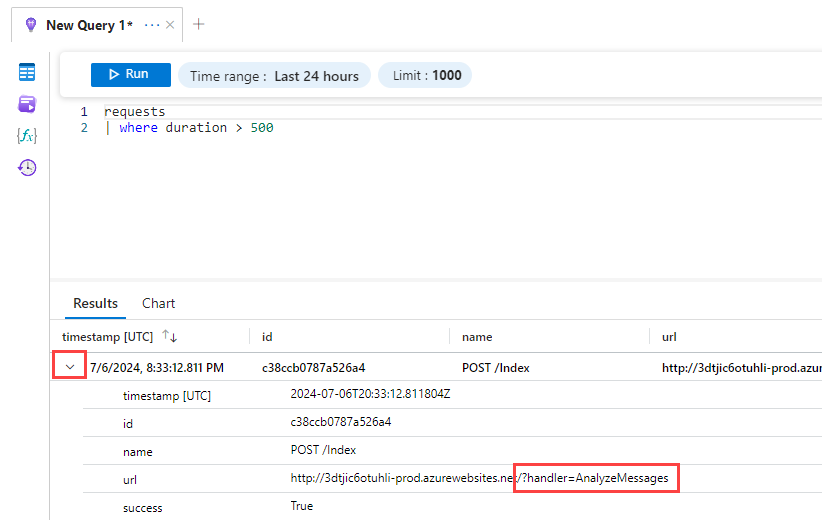 New Query 1* ··· × +
Run Time range : Last 24 hours Limit : 1000
1 requests
2 | where duration > 500
{fx}
Results Chart
timestamp [UTC] ↑↓ id name url
7/6/2024, 8:33:12.811 PM c38ccb0787a526a4 POST /Index http://3dtjic6otuhli-prod.azur
timestamp [UTC] 2024-07-06T20:33:12.811804Z
id c38ccb0787a526a4
name POST /Index
url http://3dtjic6otuhli-prod.azurewebsites.net/?handler=AnalyzeMessages
success True